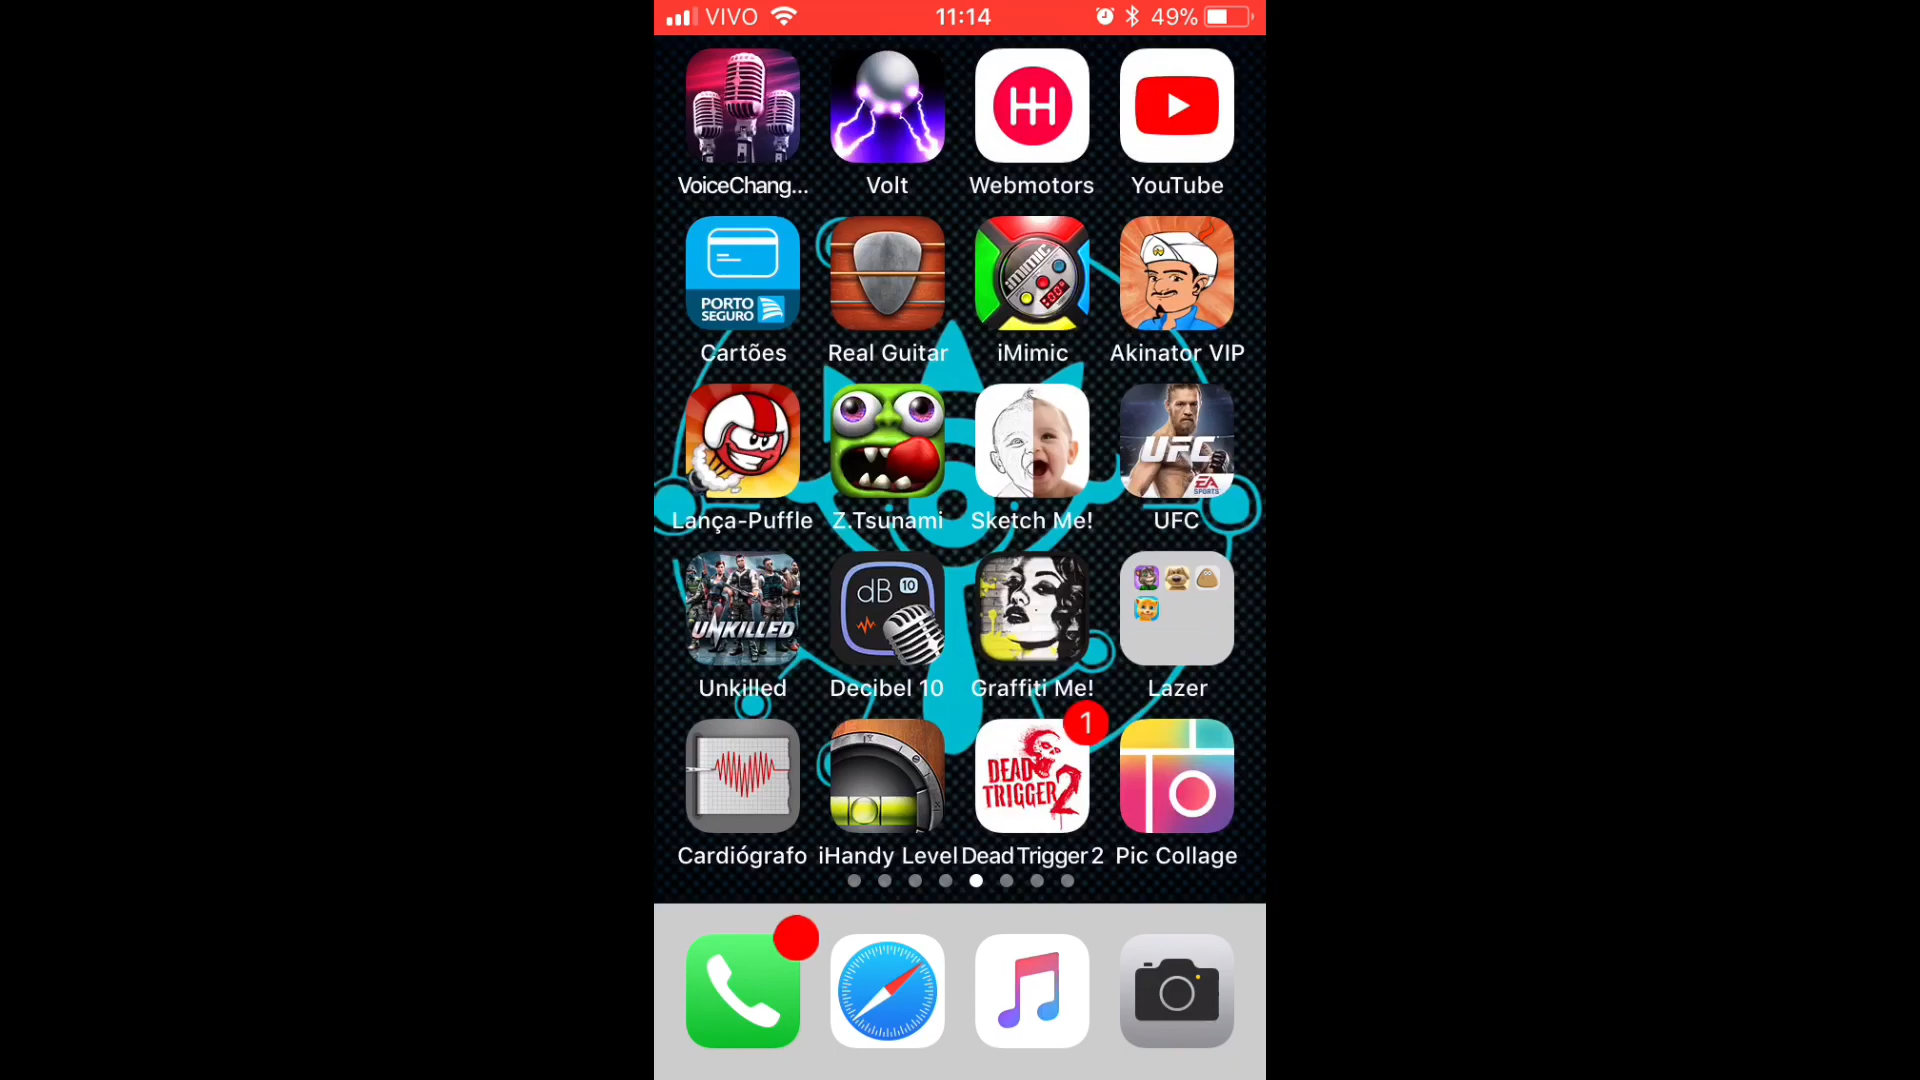 VIVO 11:14 49%
VoiceChang... Volt Webmotors YouTube
PORTO
SEGURO
iMIMIC
Cartões Real Guitar iMimic Akinator VIP
UFC
EA
SPORTS
Lança-Puffle Z.Tsunami Sketch Me! UFC
dB 10
UNKILLED
Unkilled Decibel 10 Graffiti Me! Lazer
1
DEAD
TRIGGER 2
Cardiógrafo iHandy Level Dead Trigger 2 Pic Collage